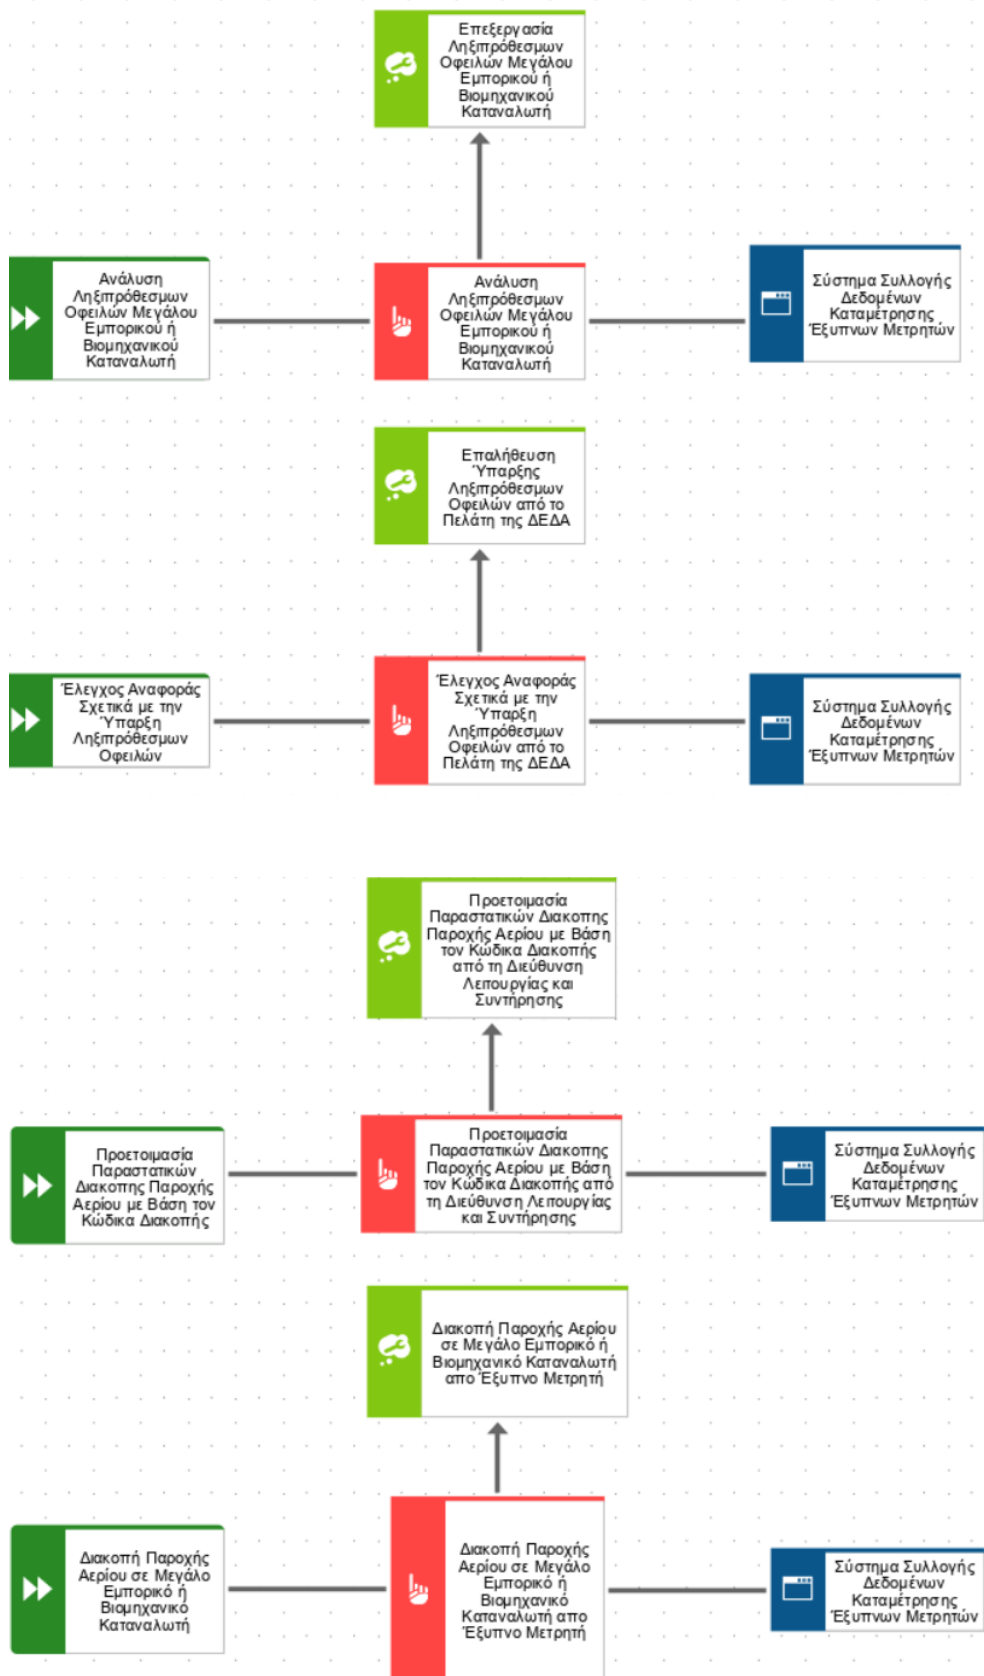 Επεξεργασία
Ληξιπρόθεσμων
Οφειλών Μεγάλου
Εμπορικού ή
Βιομηχανικού
Καταναλωτή
Ανάλυση
Ληξιπρόθεσμων
Οφειλών Μεγάλου
Εμπορικού ή
Βιομηχανικού
Καταναλωτή
Ανάλυση
Ληξιπρόθεσμων
Οφειλών Μεγάλου
Εμπορικού ή
Βιομηχανικού
Καταναλωτή
Σύστημα Συλλογής
Δεδομένων
Καταμέτρησης
Έξυπνων Μετρητών
Επαλήθευση
Ύπαρξης
Ληξιπρόθεσμων
Οφειλών από το
Πελάτη της ΔΕΔΑ
Έλεγχος Αναφοράς
Σχετικά με την
Ύπαρξη
Ληξιπρόθεσμων
Οφειλών
Έλεγχος Αναφοράς
Σχετικά με την
Ύπαρξη
Ληξιπρόθεσμων
Οφειλών από το
Πελάτη της ΔΕΔΑ
Σύστημα Συλλογής
Δεδομένων
Καταμέτρησης
Έξυπνων Μετρητών
Προετοιμασία
Παραστατικών Διακοπης
Παροχής Αερίου με Βάση
τον Κώδικα Διακοπής
από τη Διεύθυνση
Λειτουργίας και
Συντήρησης
Προετοιμασία
Παραστατικών
Διακοπης Παροχής
Αερίου με Βάση τον
Κώδικα Διακοπής
Προετοιμασία
Παραστατικών Διακοπης
Παροχής Αερίου με Βάση
τον Κώδικα Διακοπής από
τη Διεύθυνση Λειτουργίας
και Συντήρησης
Σύστημα Συλλογής
Δεδομένων
Καταμέτρησης
Έξυπνων Μετρητών
Διακοπή Παροχής Αερίου
σε Μεγάλο Εμπορικό ή
Βιομηχανικό Καταναλωτή
απο Έξυπνο Μετρητή
Διακοπή Παροχής
Αερίου σε Μεγάλο
Εμπορικό ή
Βιομηχανικό
Καταναλωτή
Διακοπή Παροχής
Αερίου σε Μεγάλο
Εμπορικό ή
Βιομηχανικό
Καταναλωτή απο
Έξυπνο Μετρητή
Σύστημα Συλλογής
Δεδομένων
Καταμέτρησης
Έξυπνων Μετρητών